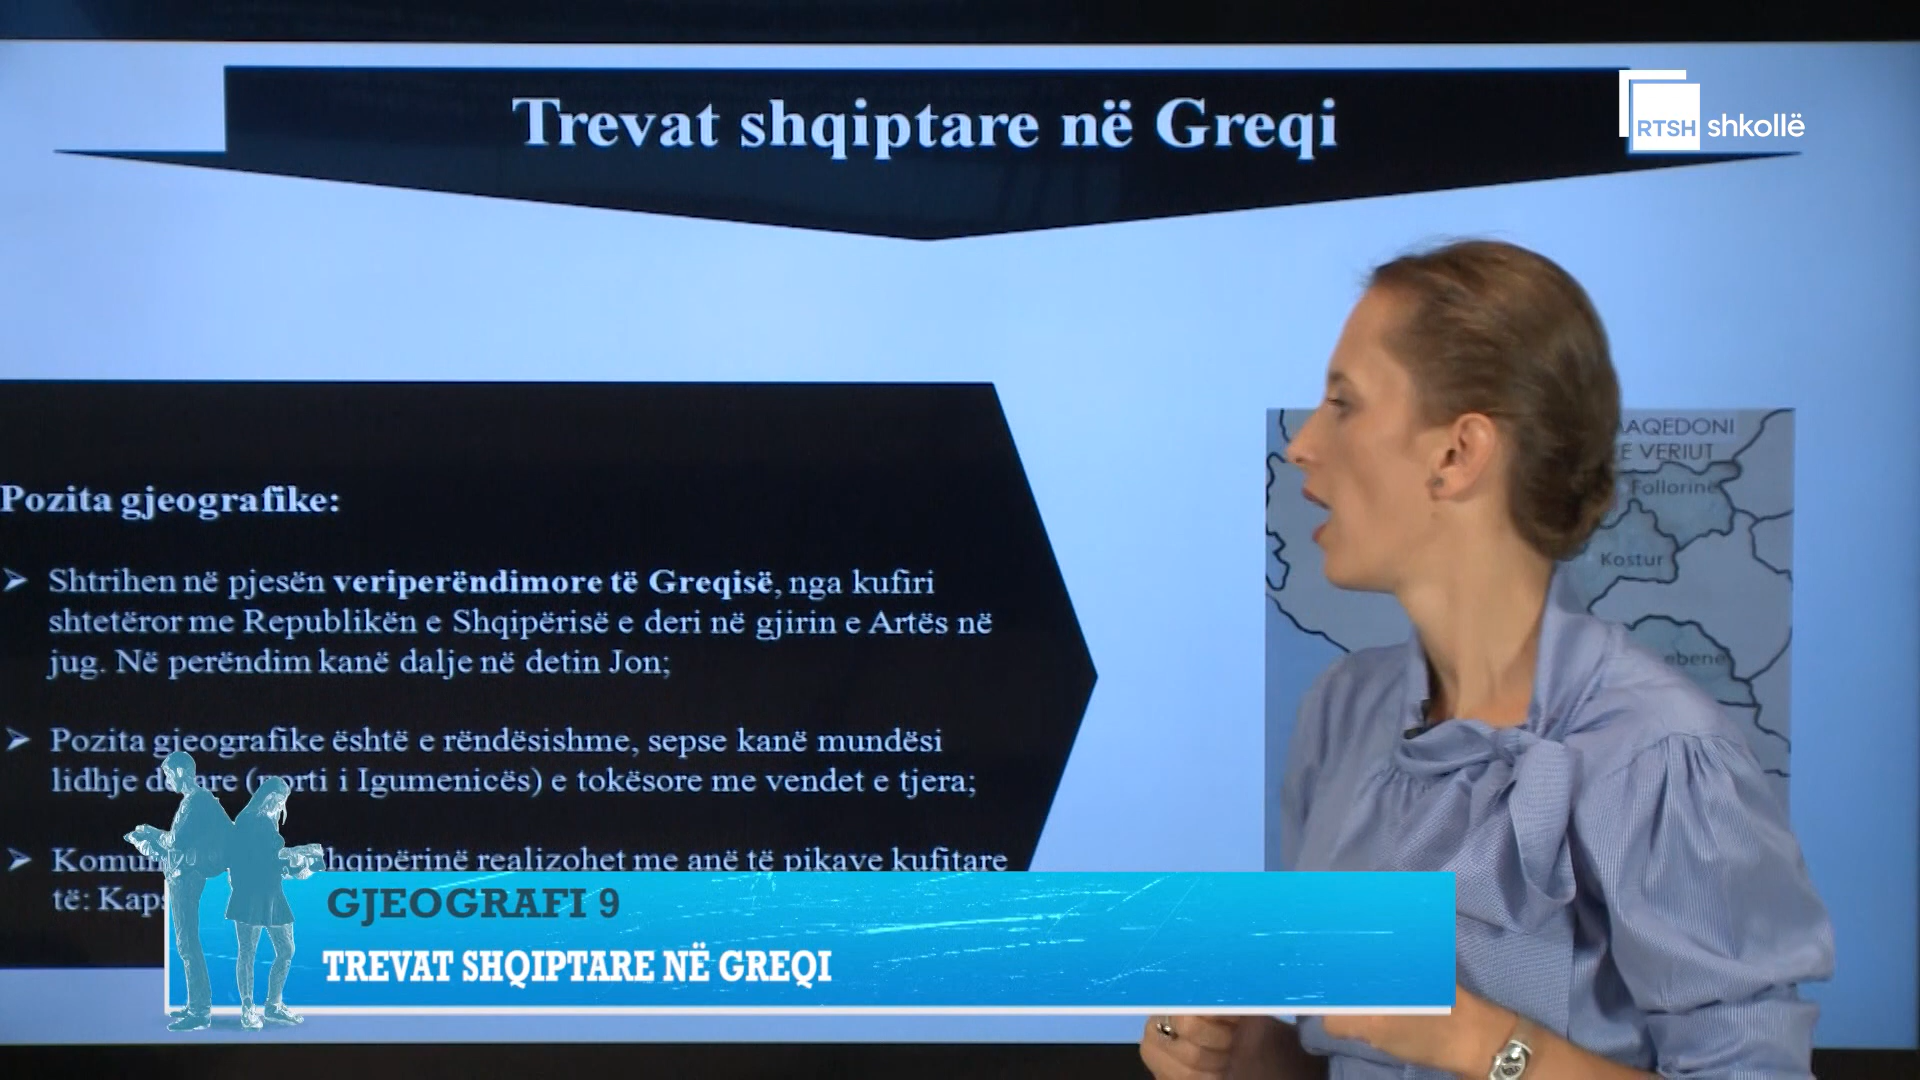 Trevat shqiptare në Greqi
RTSH shkollë
Pozita gjeografike:
➤ Shtrihen në pjesën veriperëndimore të Greqisë, nga kufiri
shtetëror me Republikën e Shqipërisë e deri në gjirin e Artës në
jug. Në perëndim kanë dalje në detin Jon;
➤ Pozita gjeografike është e rëndësishme, sepse kanë mundësi
lidhje (porti i Igumenicës) e tokësore me vendet e tjera;
➤ realizohet me anë të pikave kufitare
të:
VERIUT
Follorinë
Kostur
GJEOGRAFI 9
TREVAT SHQIPTARE NË GREQI